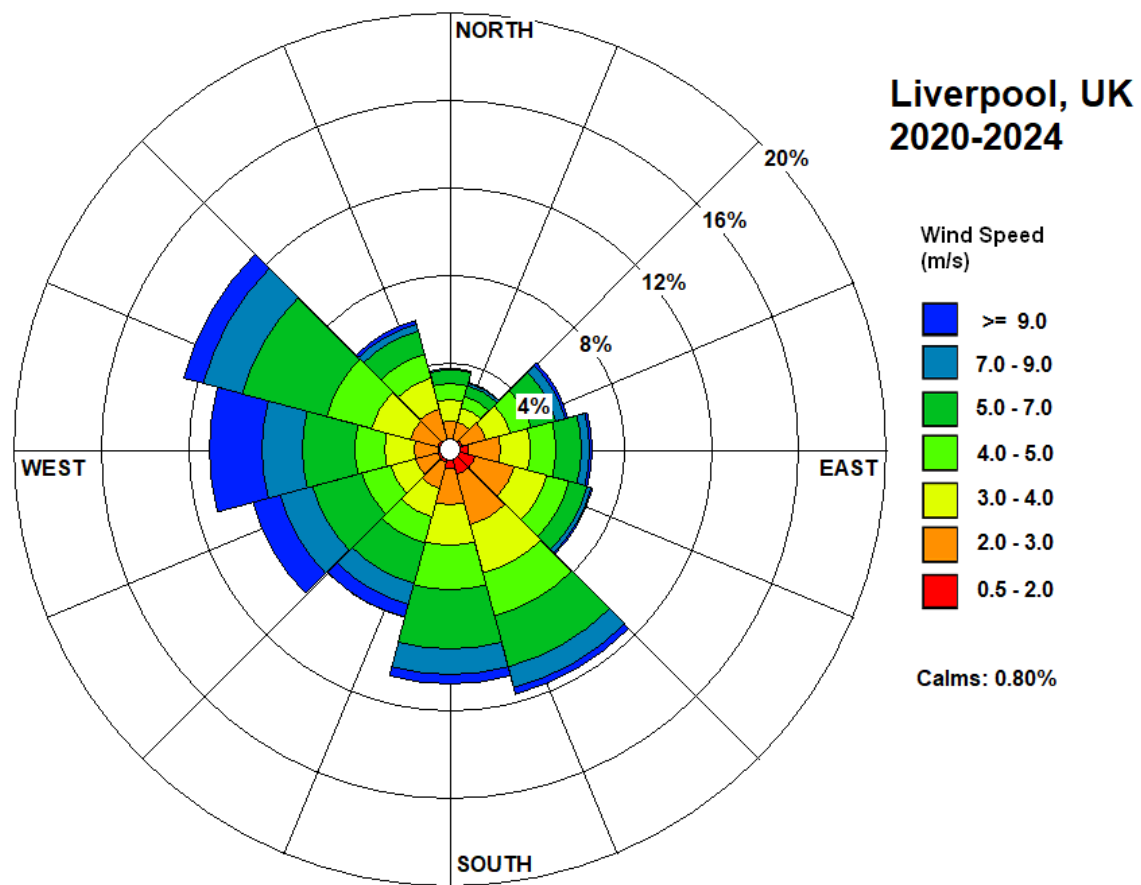 NORTH
Liverpool, UK
2020-2024
20%
16%
12%
8%
4%
WEST
EAST
SOUTH
Wind Speed
(m/s)
>= 9.0
7.0 - 9.0
5.0 - 7.0
4.0 - 5.0
3.0 - 4.0
2.0 - 3.0
0.5 - 2.0
Calms: 0.80%